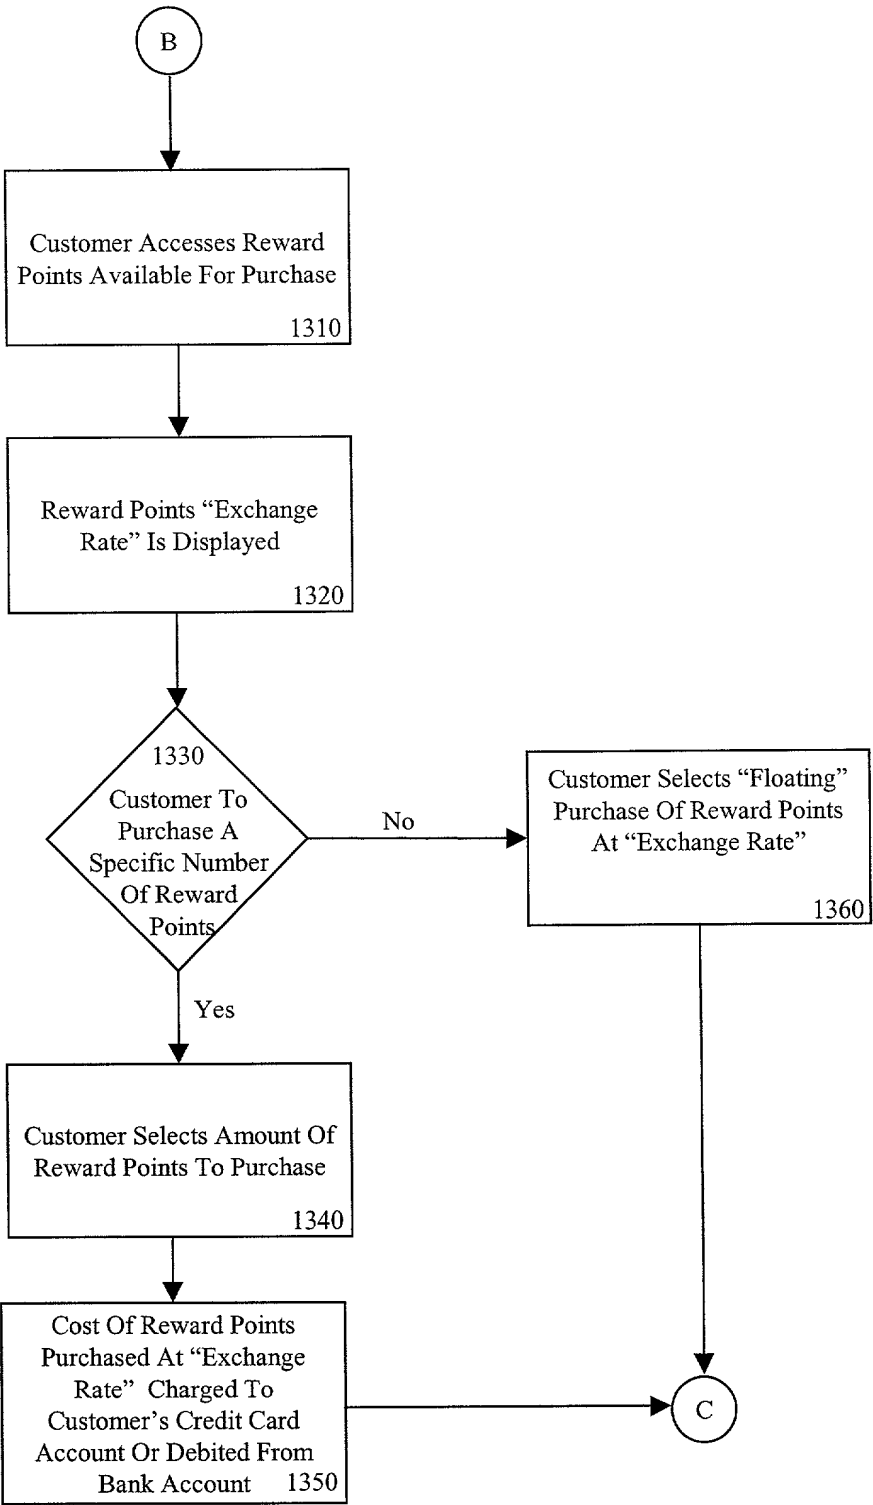 B
Customer Accesses Reward
Points Available For Purchase
1310
Reward Points “Exchange
Rate” Is Displayed
1320
1330
Customer To
Purchase A
Specific Number
Of Reward
Points
No
Customer Selects “Floating”
Purchase Of Reward Points
At “Exchange Rate”
1360
Yes
Customer Selects Amount Of
Reward Points To Purchase
1340
Cost Of Reward Points
Purchased At “Exchange
Rate” Charged To
Customer’s Credit Card
Account Or Debited From
Bank Account 1350
C